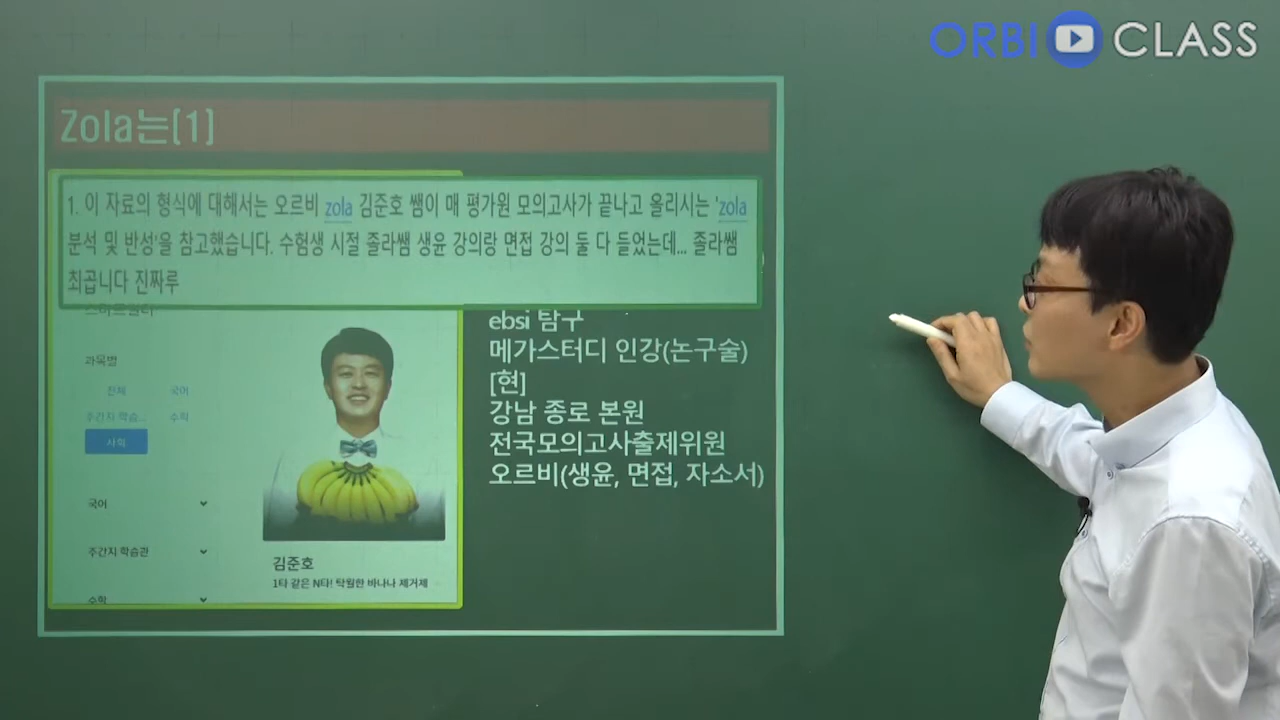 ORBI CLASS
Zola는[1]
1. 이 자료의 형식에 대해서는 오르비 zola 김준호 쌤이 매 평가원 모의고사가 끝나고 올리시는 'zola
분석 및 반성'을 참고했습니다. 수험생 시절 졸라쌤 생윤 강의랑 면접 강의 둘 다 들었는데... 졸라쌤
최곱니다 진짜루
과목별
전체 국어
주간지 학습... 수학
사회
국어
주간지 학습관
수학
김준호
1타 같은 N타! 탁월한 바나나 제거제
ebsi 탐구
메가스터디 인강(논구술)
[현]
강남 종로 본원
전국모의고사출제위원
오르비(생윤, 면접, 자소서)